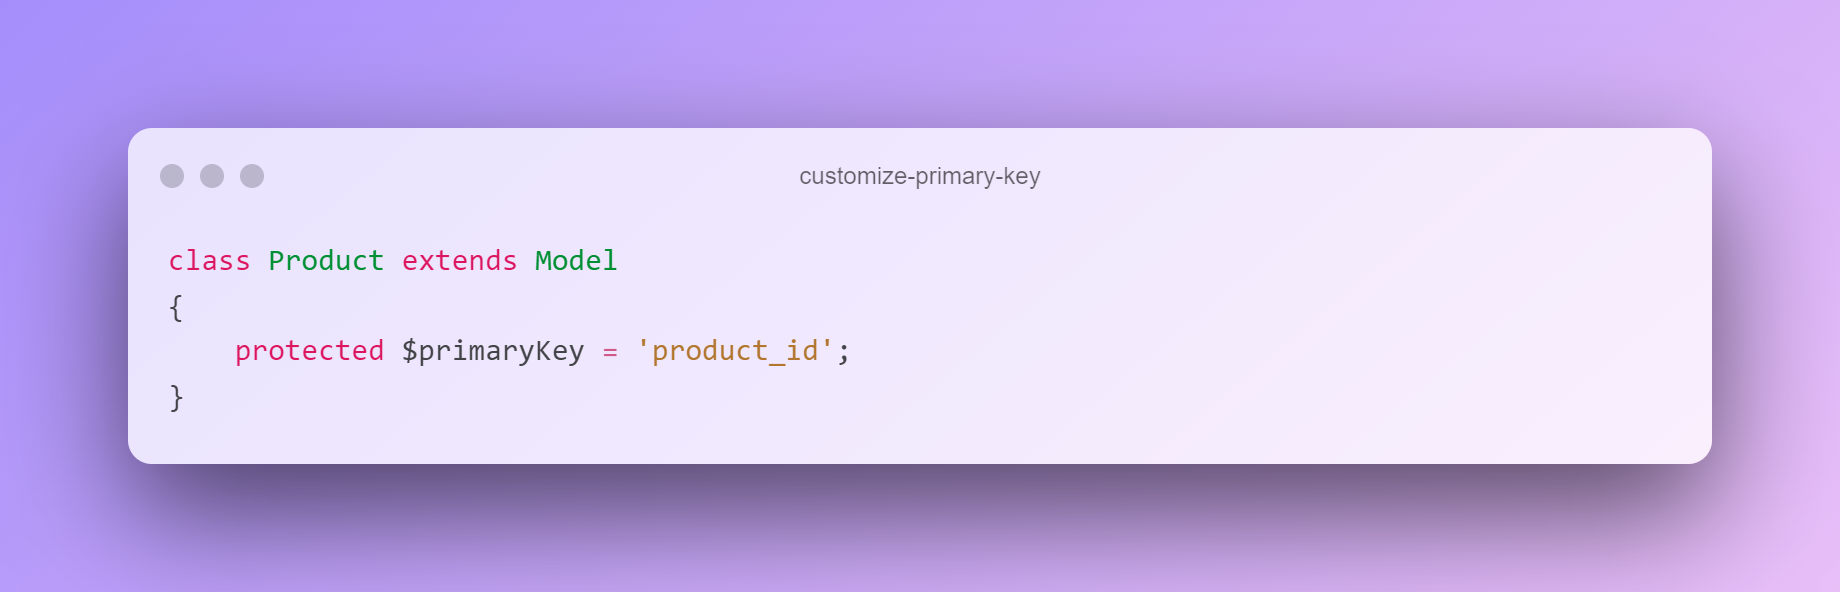 customize-primary-key
class Product extends Model
{
    protected $primaryKey = 'product_id';
}